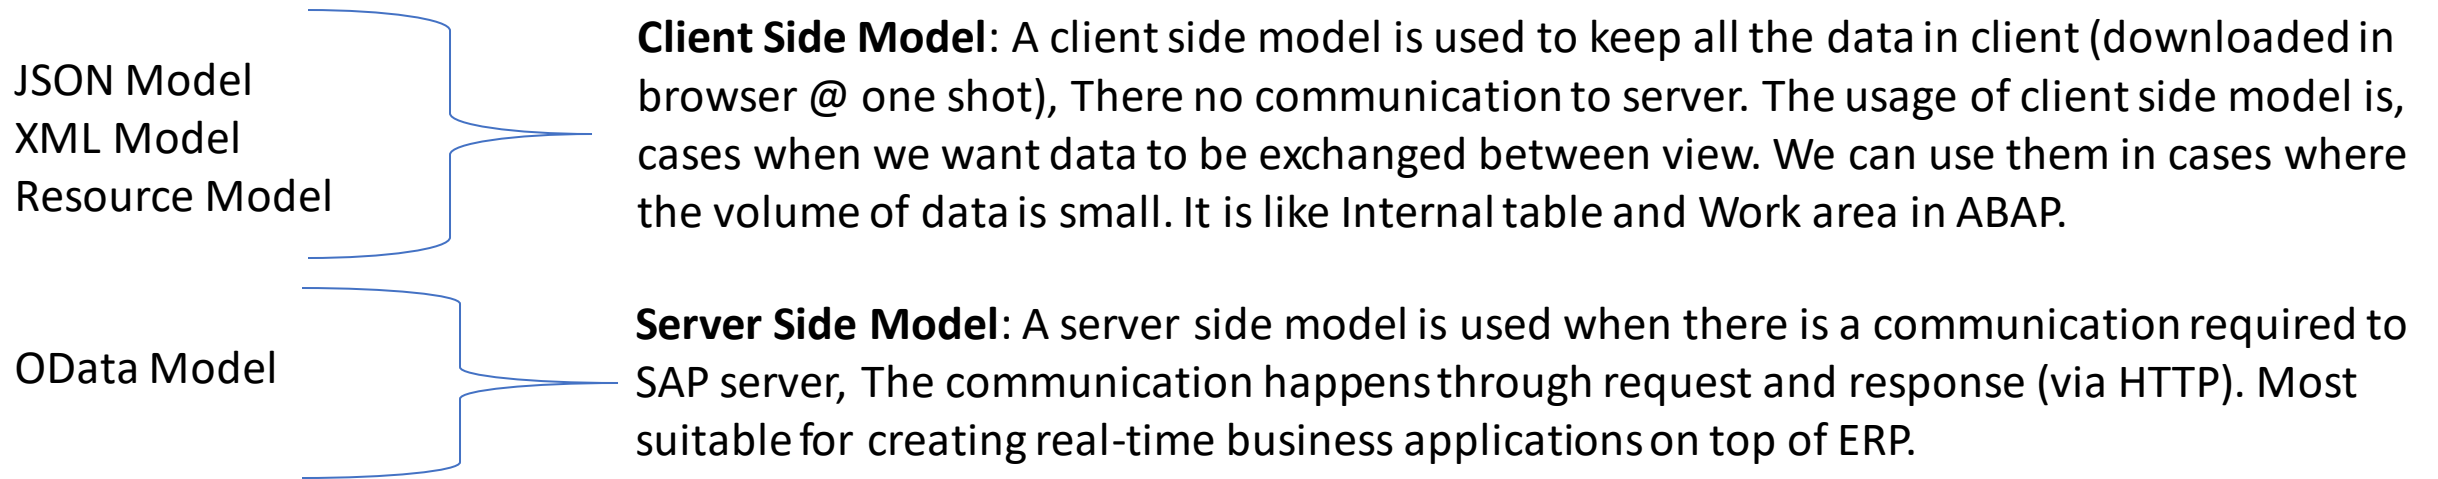 JSON Model
XML Model
Resource Model
Client Side Model: A client side model is used to keep all the data in client (downloaded in
browser @ one shot), There no communication to server. The usage of client side model is,
cases when we want data to be exchanged between view. We can use them in cases where
the volume of data is small. It is like Internal table and Work area in ABAP.
OData Model
Server Side Model: A server side model is used when there is a communication required to
SAP server, The communication happens through request and response (via HTTP). Most
suitable for creating real-time business applications on top of ERP.